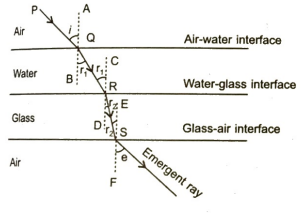 P
A
Air
i
Q
Air-water interface
C
Water
B
r₁
r₁
R
Water-glass interface
Glass
r₂
E
D
r₂
S
Glass-air interface
Air
e
F
Emergent ray